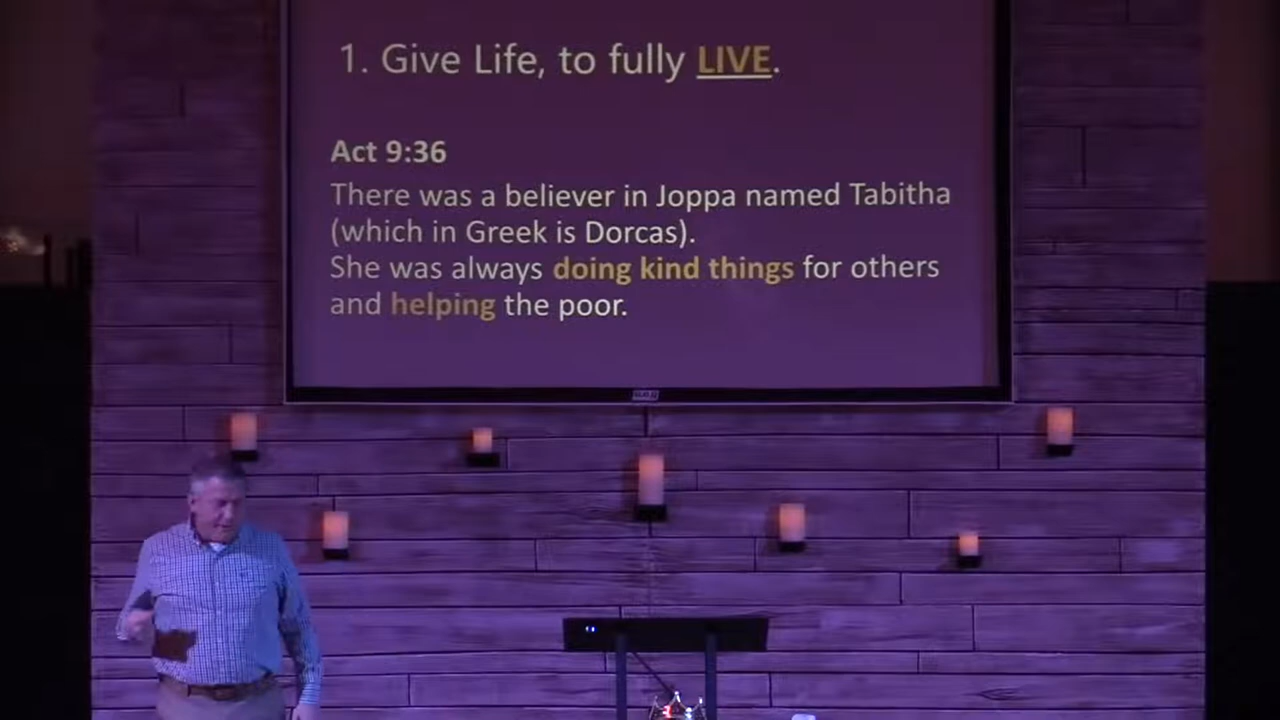 1. Give Life, to fully LIVE.
Act 9:36
There was a believer in Joppa named Tabitha
(which in Greek is Dorcas).
She was always doing kind things for others
and helping the poor.